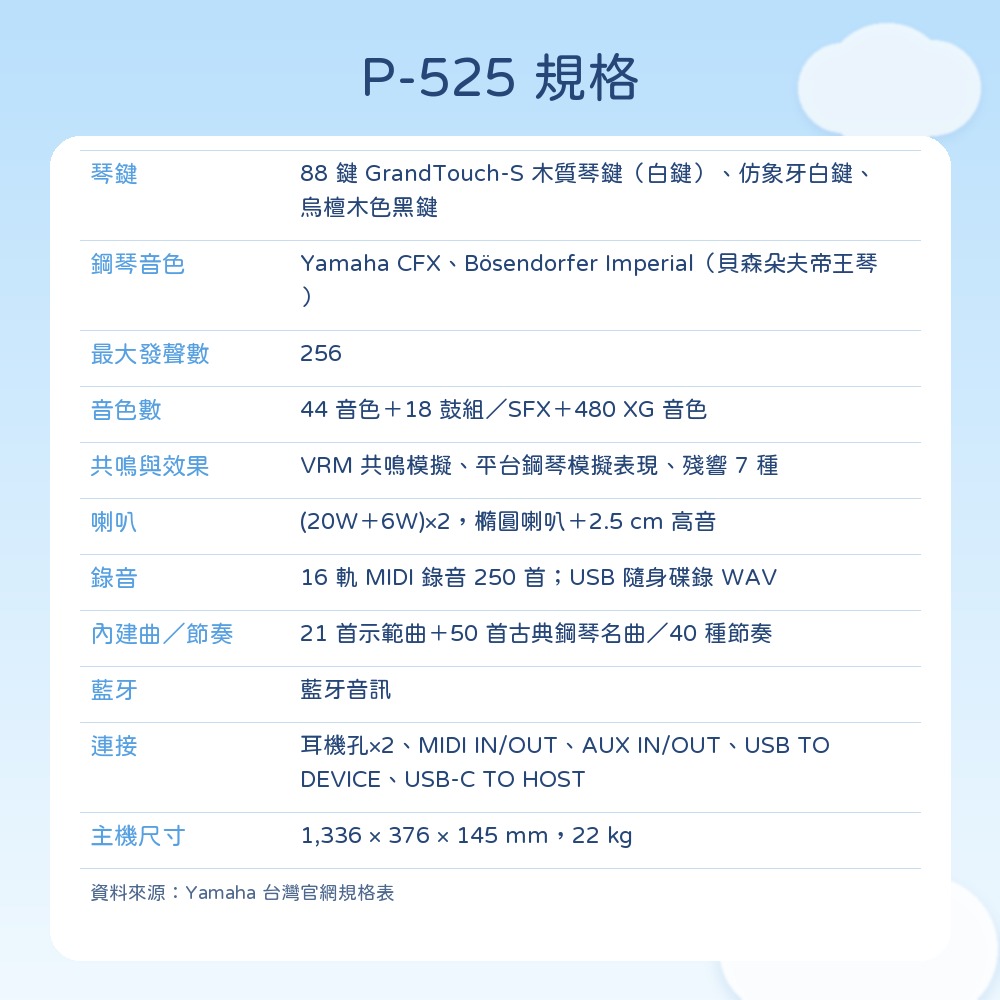 P-525 規格
琴鍵
88 鍵 GrandTouch-S 木質琴鍵（白鍵）、仿象牙白鍵、
烏檀木色黑鍵
鋼琴音色
Yamaha CFX、Bösendorfer Imperial（貝森朵夫帝王琴
）
最大發聲數
256
音色數
44 音色＋18 鼓組／SFX＋480 XG 音色
共鳴與效果
VRM 共鳴模擬、平台鋼琴模擬表現、殘響 7 種
喇叭
(20W＋6W)×2，橢圓喇叭＋2.5 cm 高音
錄音
16 軌 MIDI 錄音 250 首；USB 隨身碟錄 WAV
內建曲／節奏
21 首示範曲＋50 首古典鋼琴名曲／40 種節奏
藍牙
藍牙音訊
連接
耳機孔×2、MIDI IN/OUT、AUX IN/OUT、USB TO
DEVICE、USB-C TO HOST
主機尺寸
1,336 × 376 × 145 mm，22 kg
資料來源：Yamaha 台灣官網規格表